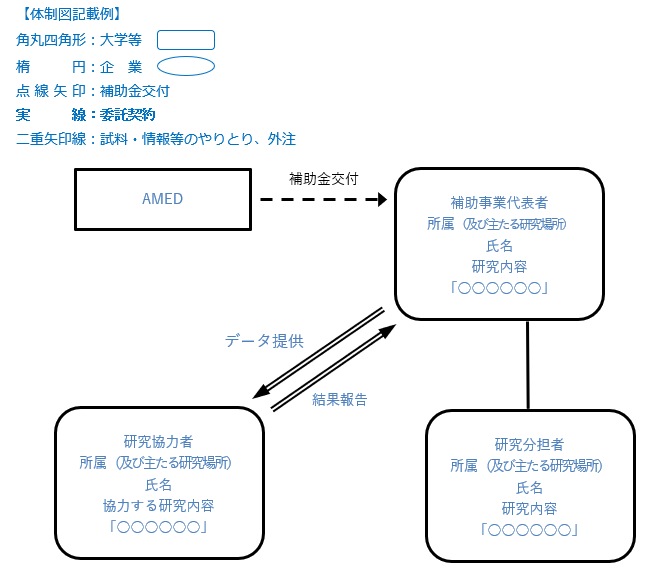 【体制図記載例】
角丸四角形：大学等
楕　　　円：企　業
点 線 矢 印：補助金交付
実　　　線：委託契約
二重矢印線：試料・情報等のやりとり、外注
補助金交付
AMED
補助事業代表者
所属（及び主たる研究場所）
氏名
研究内容
「〇〇〇〇〇〇」
データ提供
結果報告
研究協力者
所属（及び主たる研究場所）
氏名
協力する研究内容
「〇〇〇〇〇〇」
研究分担者
所属（及び主たる研究場所）
氏名
研究内容
「〇〇〇〇〇〇」